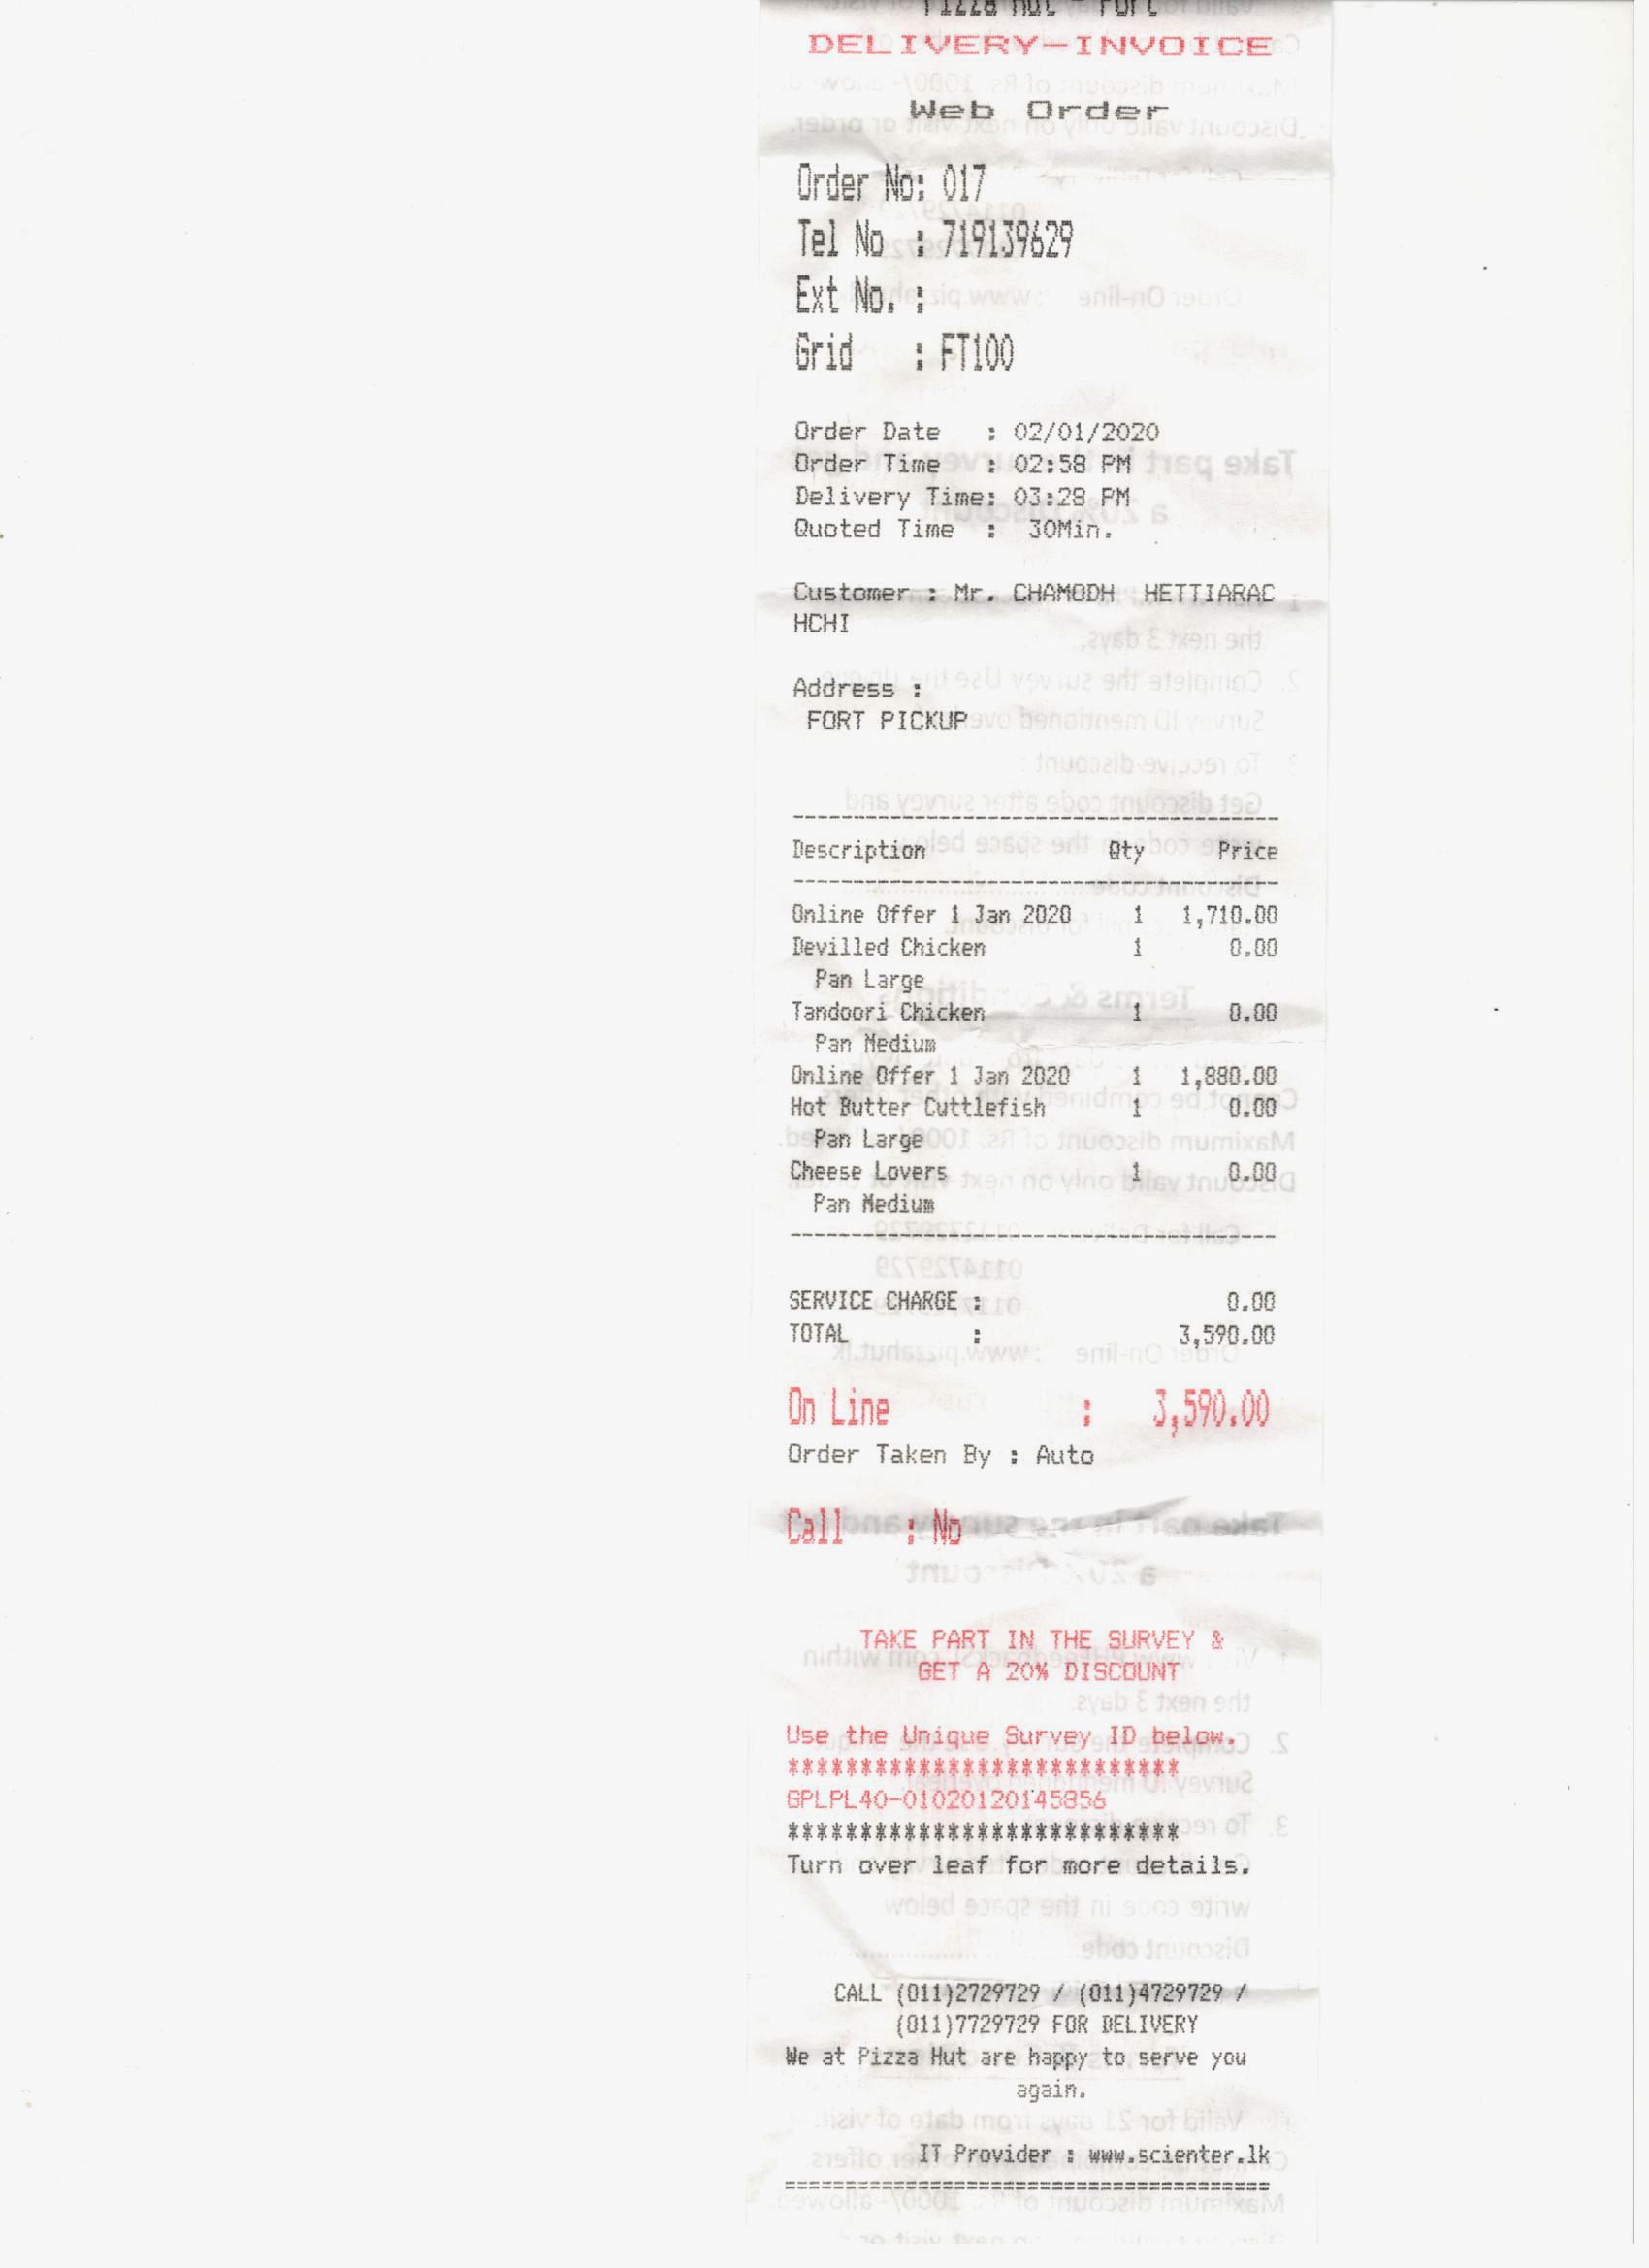 Pizza Hut - Fort
DELIVERY-INVOICE
Web Order
Order No: 017
Tel No : 719139629
Ext No. :
Grid : FT100
Order Date : 02/01/2020
Order Time : 02:58 PM
Delivery Time: 03:28 PM
Quoted Time : 30Min.
Customer : Mr. CHAMODH HETTIARAC
HCHI
Address :
FORT PICKUP
--------------------------------
Description Qty Price
--------------------------------
Online Offer 1 Jan 2020 1 1,710.00
Devilled Chicken 1 0.00
Pan Large
Tandoori Chicken 1 0.00
Pan Medium
Online Offer 1 Jan 2020 1 1,880.00
Hot Butter Cuttlefish 1 0.00
Pan Large
Cheese Lovers 1 0.00
Pan Medium
--------------------------------
SERVICE CHARGE : 0.00
TOTAL : 3,590.00
On Line : 3,590.00
Order Taken By : Auto
Call : No
TAKE PART IN THE SURVEY &
GET A 20% DISCOUNT
Use the Unique Survey ID below.
***************************
GPLPL40-01020120145856
***************************
Turn over leaf for more details.
CALL (011)2729729 / (011)4729729 /
(011)7729729 FOR DELIVERY
We at Pizza Hut are happy to serve you
again.
IT Provider : www.scienter.lk
========================================